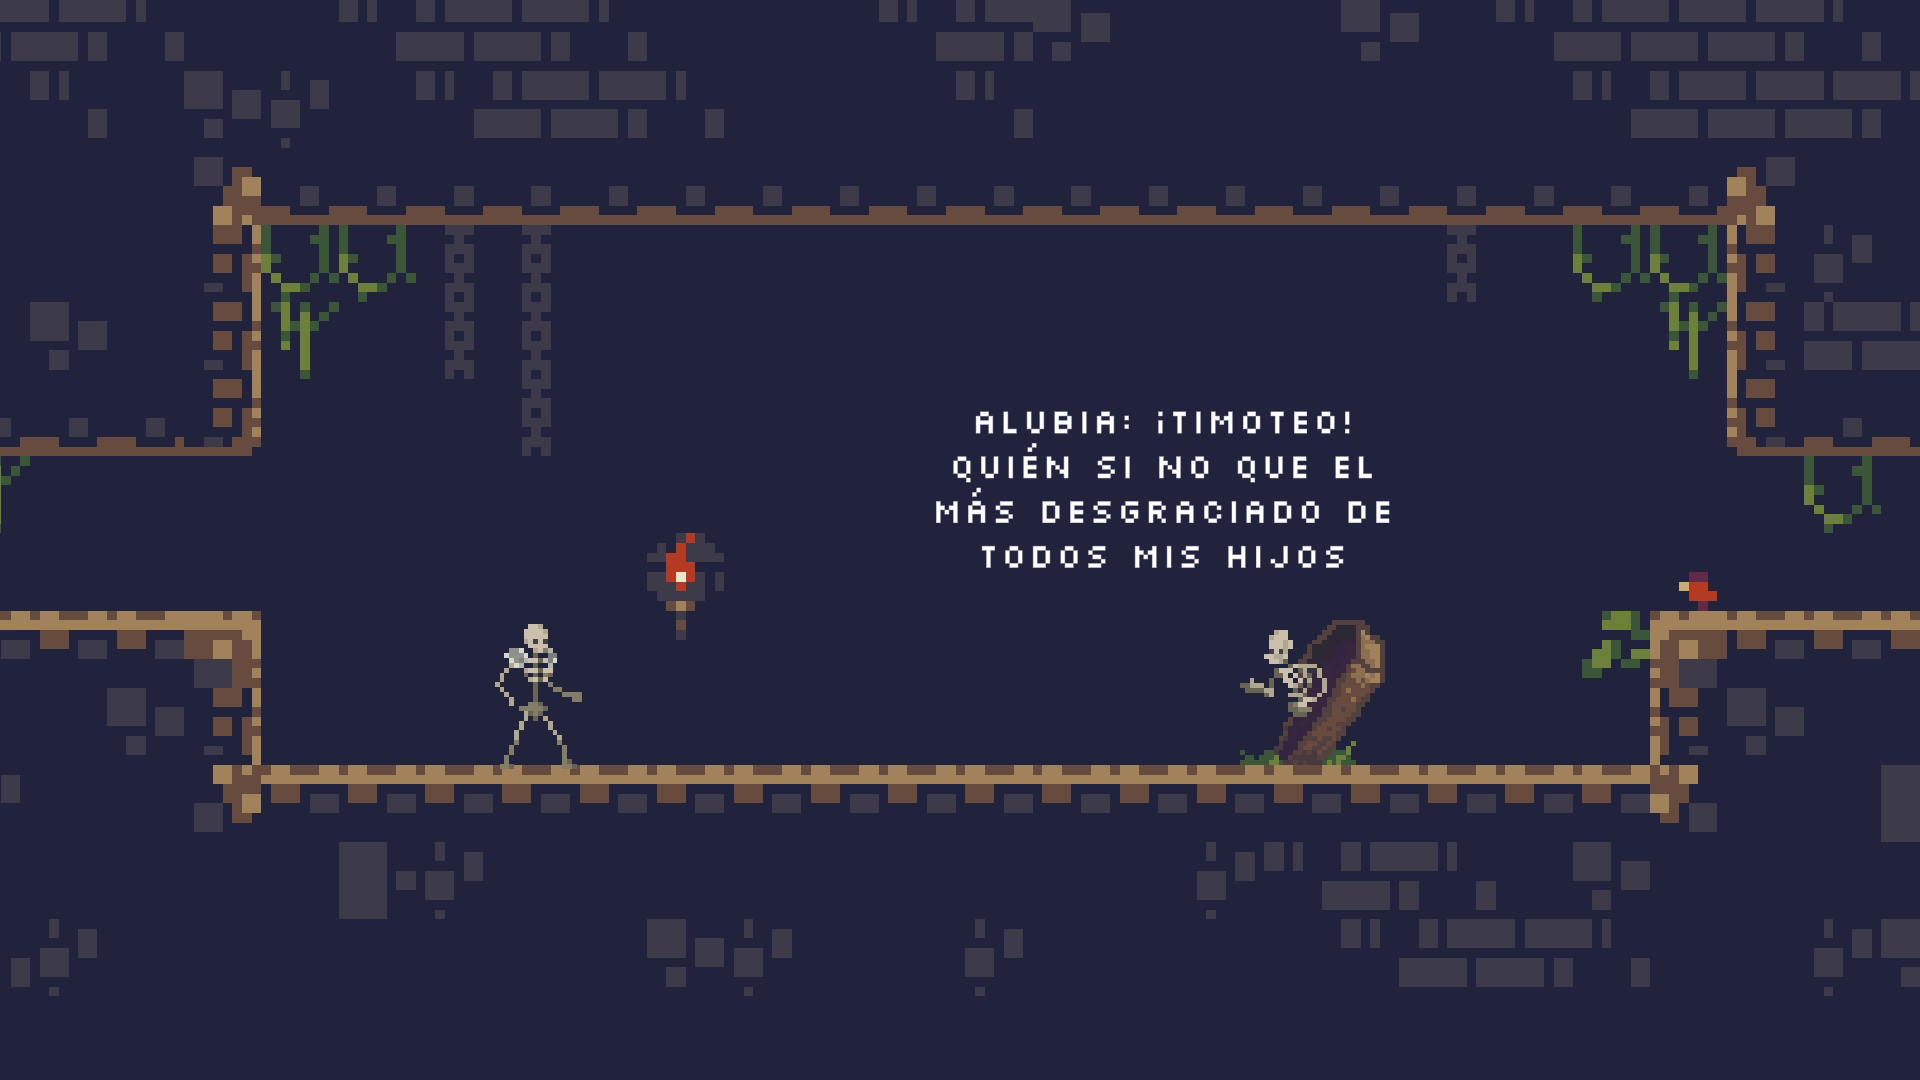 ALUBIA: ¡TIMOTEO!
QUIÉN SI NO QUE EL
MÁS DESGRACIADO DE
TODOS MIS HIJOS